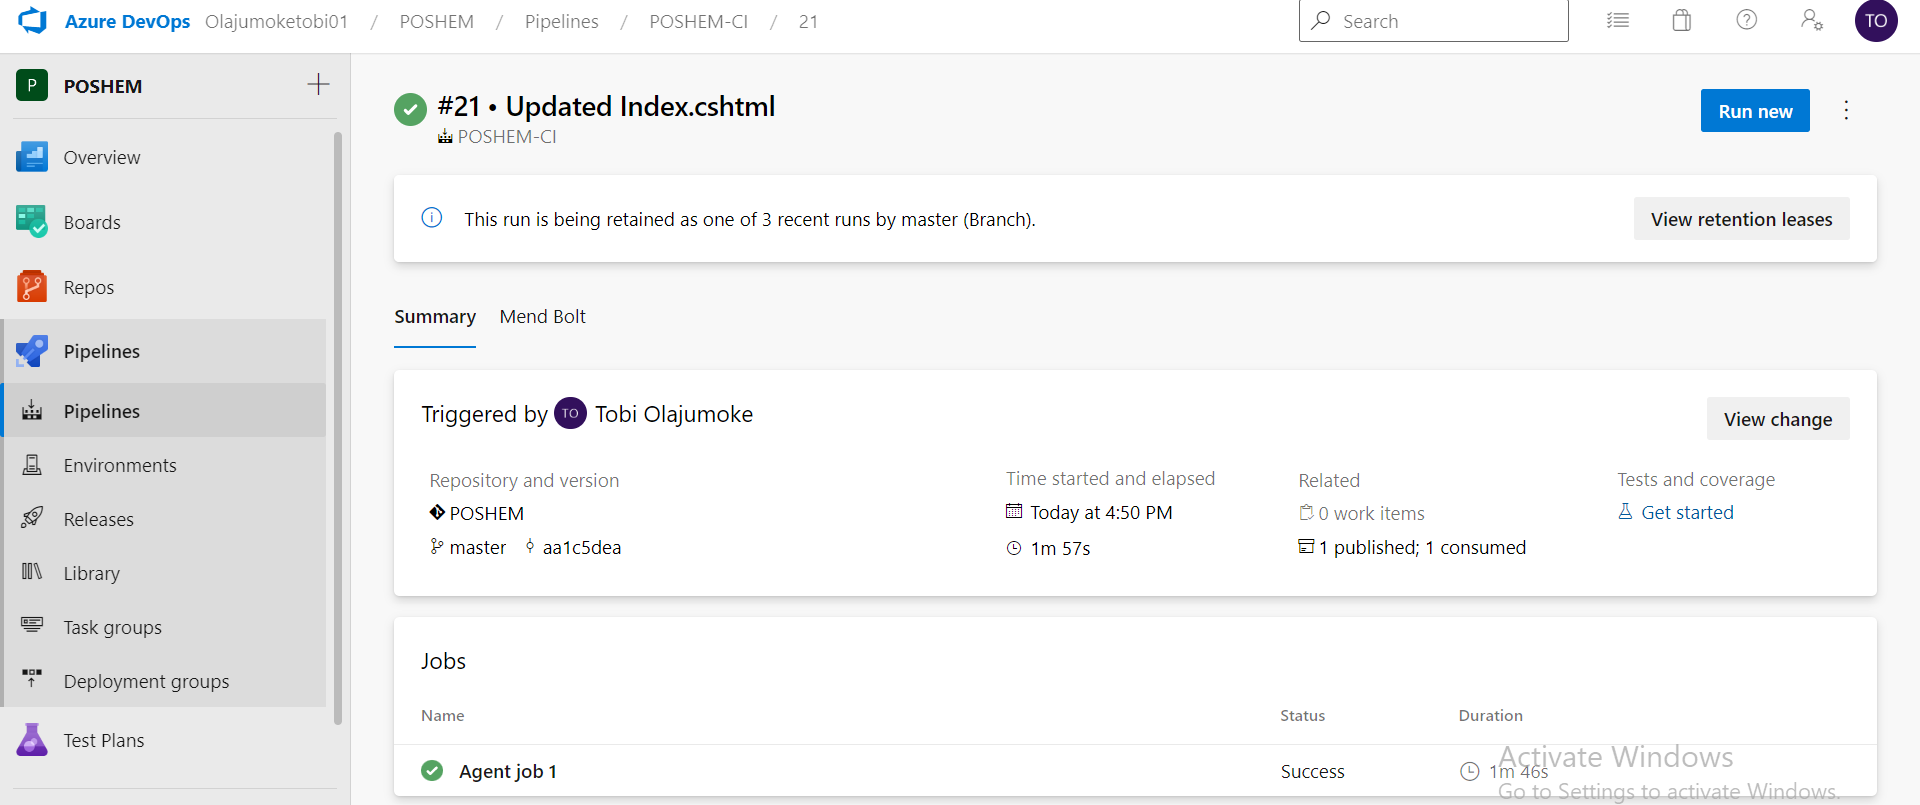 Azure DevOps Olajumoketobi01 / POSHEM / Pipelines / POSHEM-CI / 21
Search
TO
P POSHEM
Overview
Boards
Repos
Pipelines
Pipelines
Environments
Releases
Library
Task groups
Deployment groups
Test Plans
#21 • Updated Index.cshtml
POSHEM-CI
Run new
This run is being retained as one of 3 recent runs by master (Branch).
View retention leases
Summary Mend Bolt
Triggered by TO Tobi Olajumoke
View change
Repository and version
POSHEM
master aa1c5dea
Time started and elapsed
Today at 4:50 PM
1m 57s
Related
0 work items
1 published; 1 consumed
Tests and coverage
Get started
Jobs
Name Status Duration
Agent job 1 Success 1m 46s
Activate Windows
Go to Settings to activate Windows.